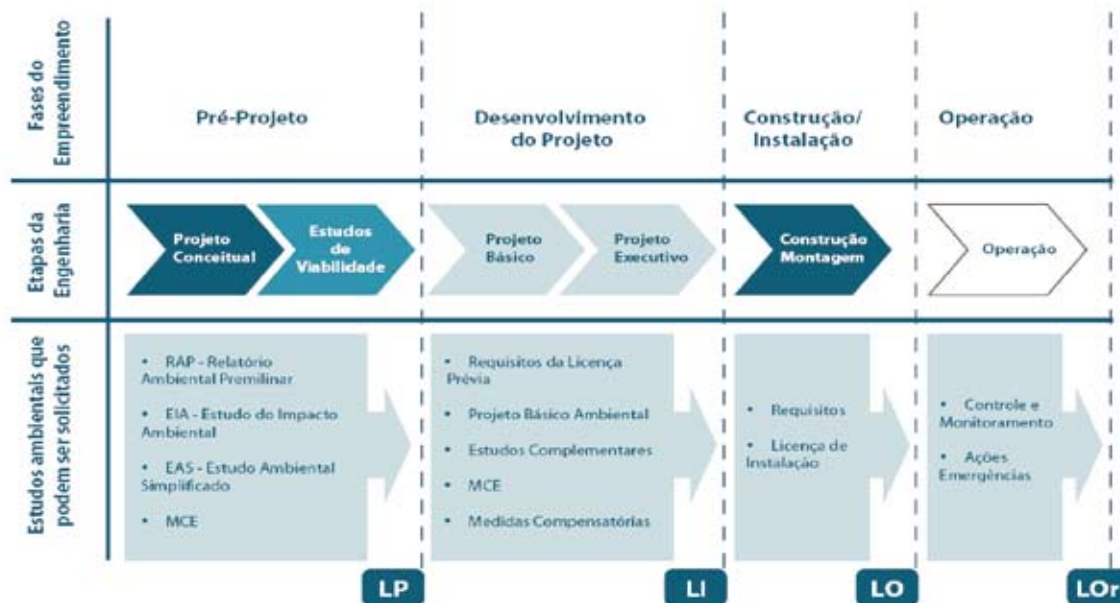 Fases do
Empreendimento
Pré-Projeto
Desenvolvimento
do Projeto
Construção/
Instalação
Operação
Etapas da
Engenharia
Projeto
Conceitual
Estudos
de
Viabilidade
Projeto
Básico
Projeto
Executivo
Construção
Montagem
Operação
Estudos ambientais que
podem ser solicitados
• RAP - Relatório
Ambiental Premilinar
• EIA - Estudo do Impacto
Ambiental
• EAS - Estudo Ambiental
Simplificado
• MCE
• Requisitos da Licença
Prévia
• Projeto Básico Ambiental
• Estudos Complementares
• MCE
• Medidas Compensatórias
• Requisitos
• Licença de
Instalação
• Controle e
Monitoramento
• Ações
Emergências
LP
LI
LO
LOr